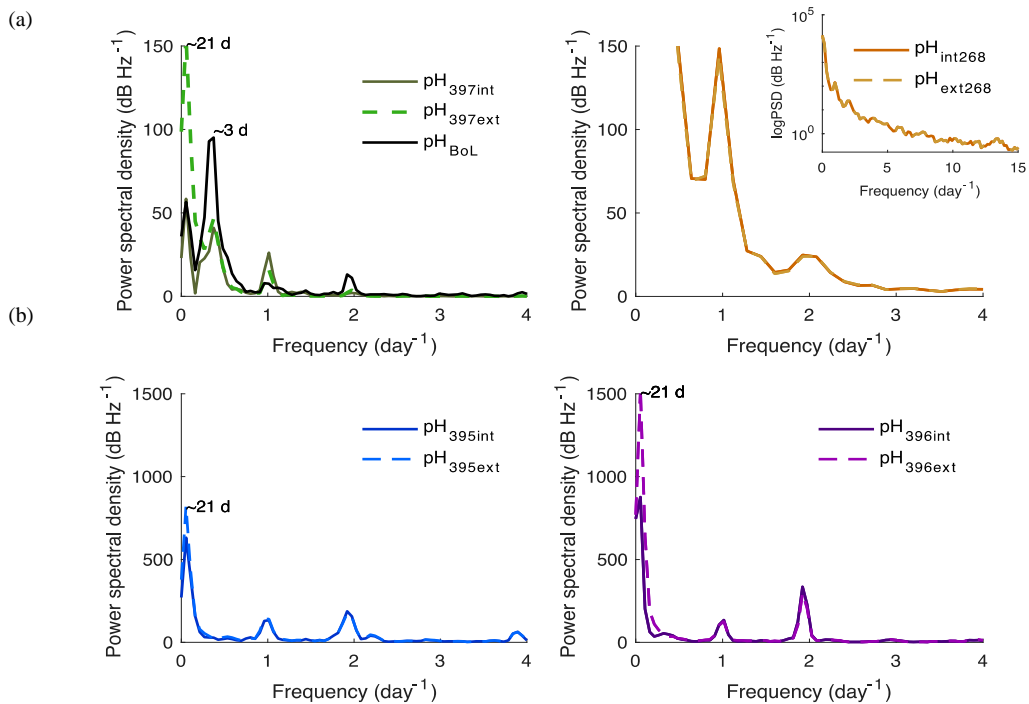 (a)
~21 d
~3 d
150
100
50
0
0 1 2 3 4
Power spectral density (dB Hz⁻¹)
Frequency (day⁻¹)
pH397int
pH397ext
pHBoL
150
100
50
0
0 1 2 3 4
Power spectral density (dB Hz⁻¹)
Frequency (day⁻¹)
10⁵
10⁰
0 5 10 15
logPSD (dB Hz⁻¹)
Frequency (day⁻¹)
pHint268
pHext268
(b)
~21 d
1500
1000
500
0
0 1 2 3 4
Power spectral density (dB Hz⁻¹)
Frequency (day⁻¹)
pH395int
pH395ext
~21 d
1500
1000
500
0
0 1 2 3 4
Power spectral density (dB Hz⁻¹)
Frequency (day⁻¹)
pH396int
pH396ext